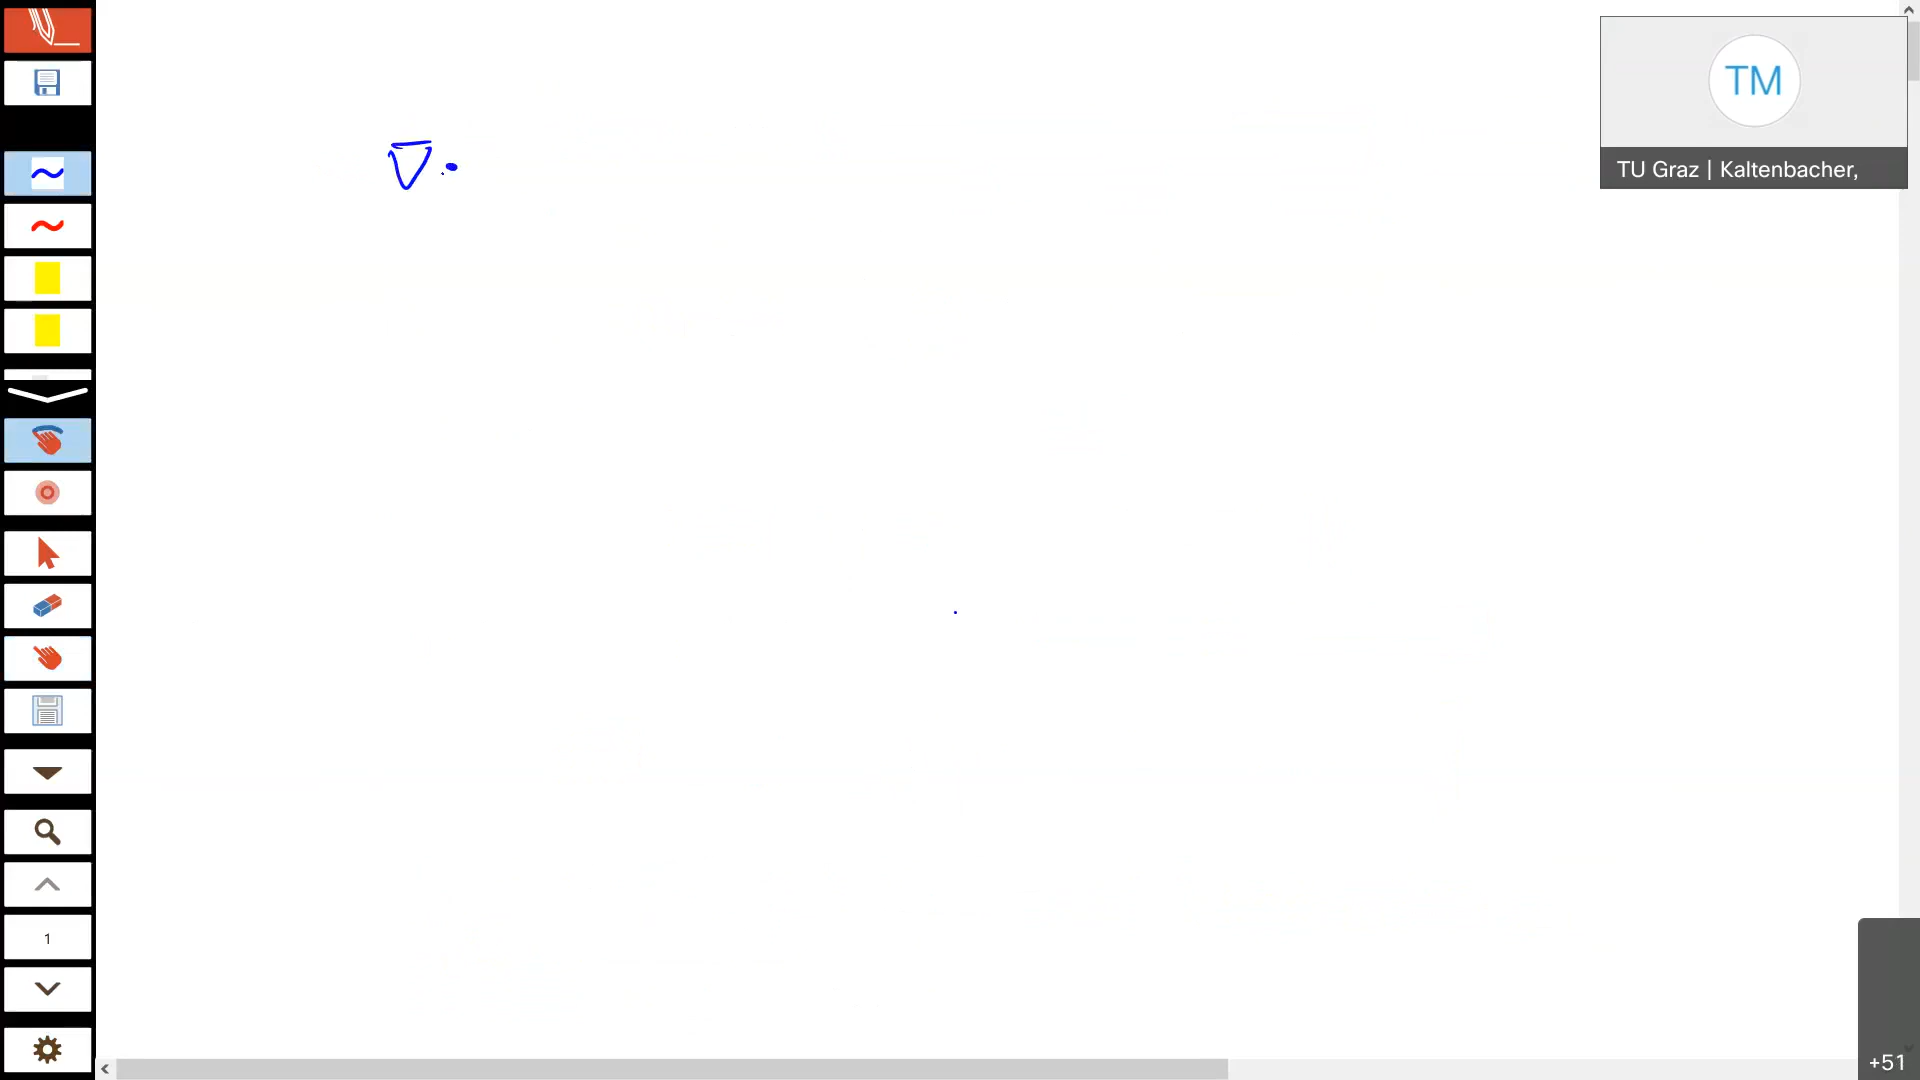 TM
TU Graz | Kaltenbacher,
∇ ·
1
+51